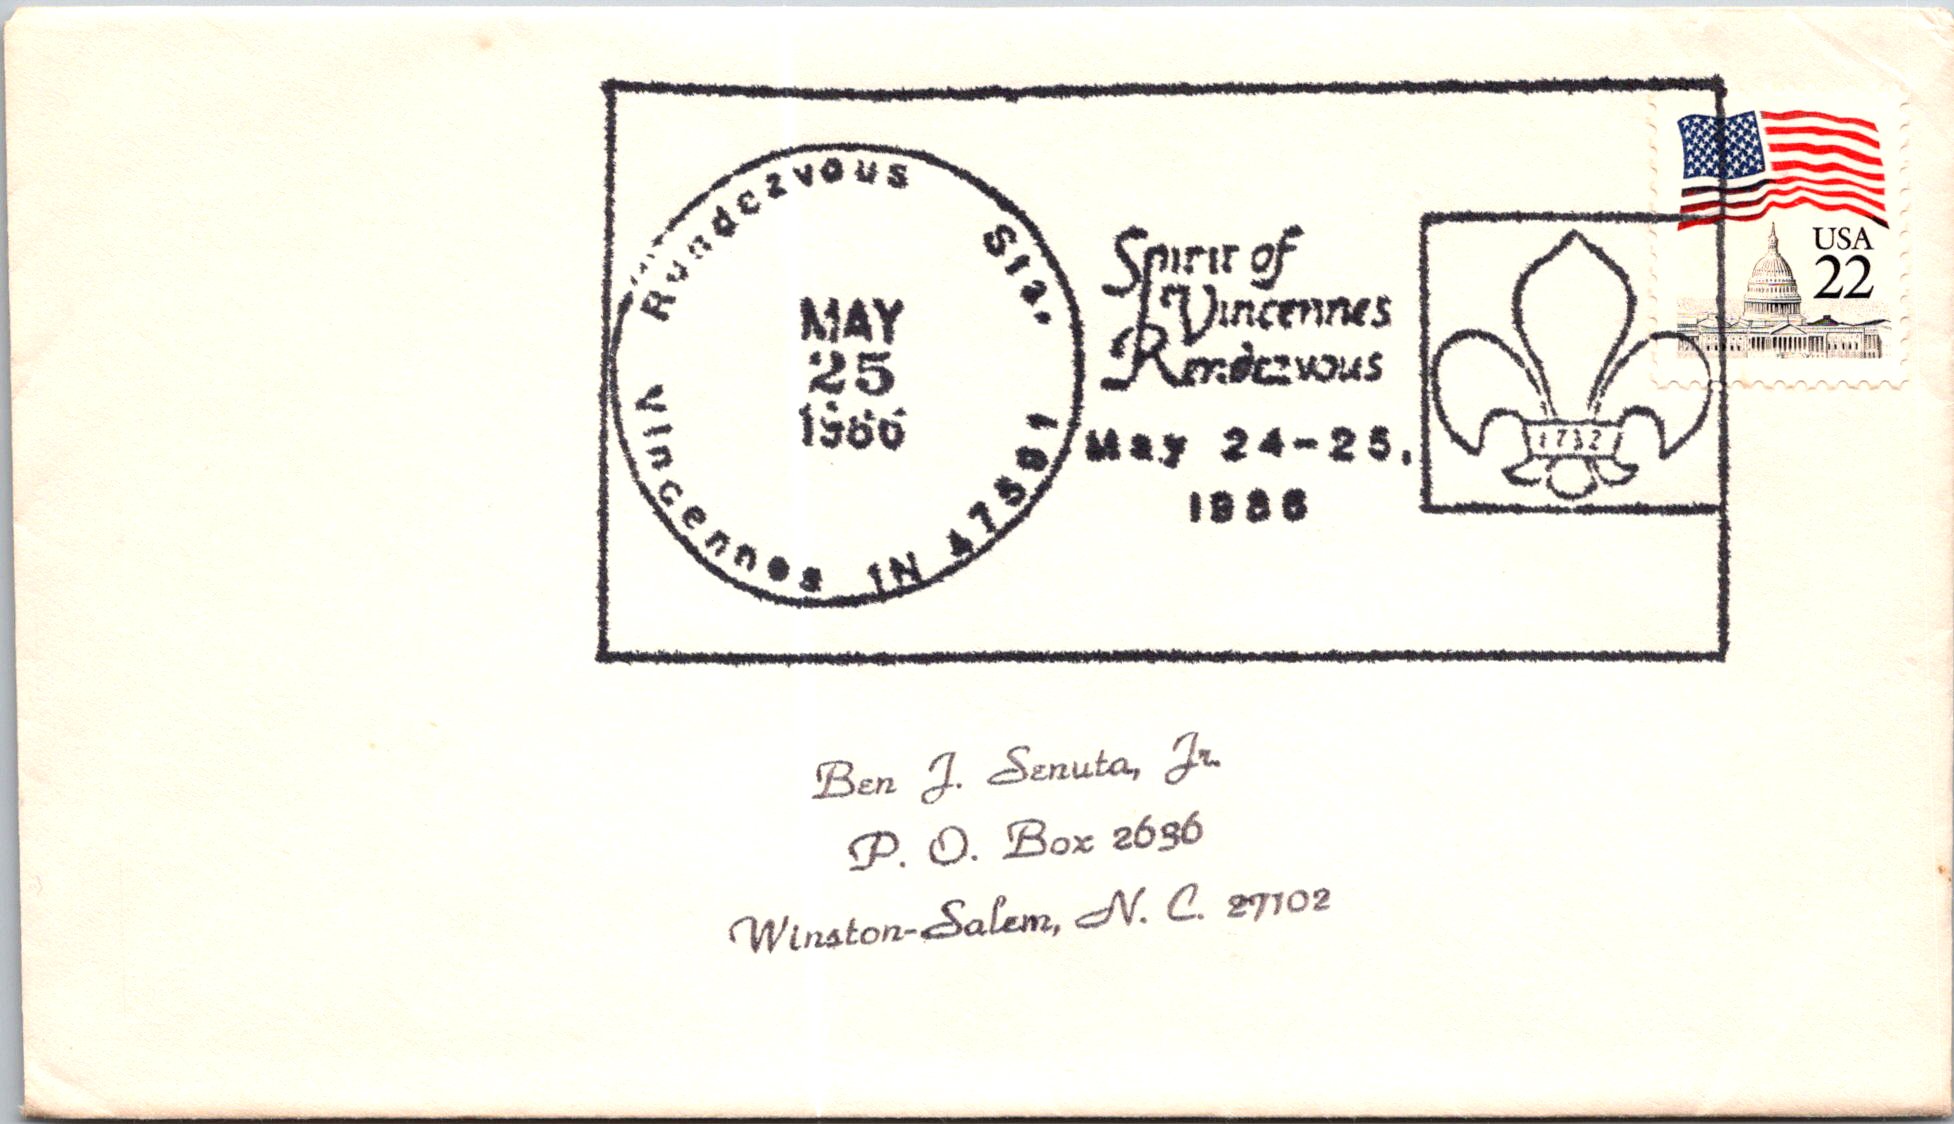 Rendezvous Sta.
MAY
25
1986
Vincennes IN 47591
Spirit of
Vincennes
Rendezvous
May 24-25,
1986
1732
USA
22
Ben J. Senuta, Jr.
P. O. Box 2696
Winston-Salem, N. C. 27102